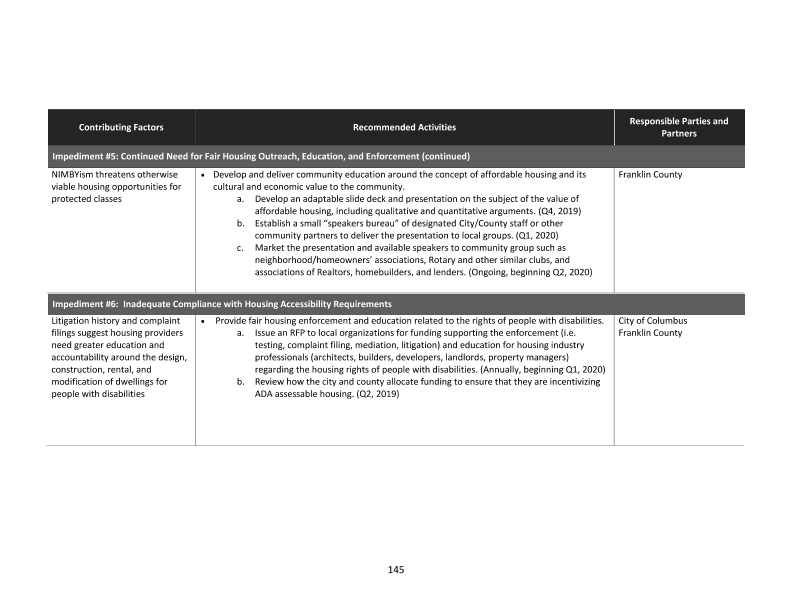 Contributing Factors
Recommended Activities
Responsible Parties and
Partners
Impediment #5: Continued Need for Fair Housing Outreach, Education, and Enforcement (continued)
NIMBYism threatens otherwise
viable housing opportunities for
protected classes
• Develop and deliver community education around the concept of affordable housing and its
cultural and economic value to the community.
a. Develop an adaptable slide deck and presentation on the subject of the value of
affordable housing, including qualitative and quantitative arguments. (Q4, 2019)
b. Establish a small “speakers bureau” of designated City/County staff or other
community partners to deliver the presentation to local groups. (Q1, 2020)
c. Market the presentation and available speakers to community group such as
neighborhood/homeowners’ associations, Rotary and other similar clubs, and
associations of Realtors, homebuilders, and lenders. (Ongoing, beginning Q2, 2020)
Franklin County
Impediment #6: Inadequate Compliance with Housing Accessibility Requirements
Litigation history and complaint
filings suggest housing providers
need greater education and
accountability around the design,
construction, rental, and
modification of dwellings for
people with disabilities
• Provide fair housing enforcement and education related to the rights of people with disabilities.
a. Issue an RFP to local organizations for funding supporting the enforcement (i.e.
testing, complaint filing, mediation, litigation) and education for housing industry
professionals (architects, builders, developers, landlords, property managers)
regarding the housing rights of people with disabilities. (Annually, beginning Q1, 2020)
b. Review how the city and county allocate funding to ensure that they are incentivizing
ADA assessable housing. (Q2, 2019)
City of Columbus
Franklin County
145